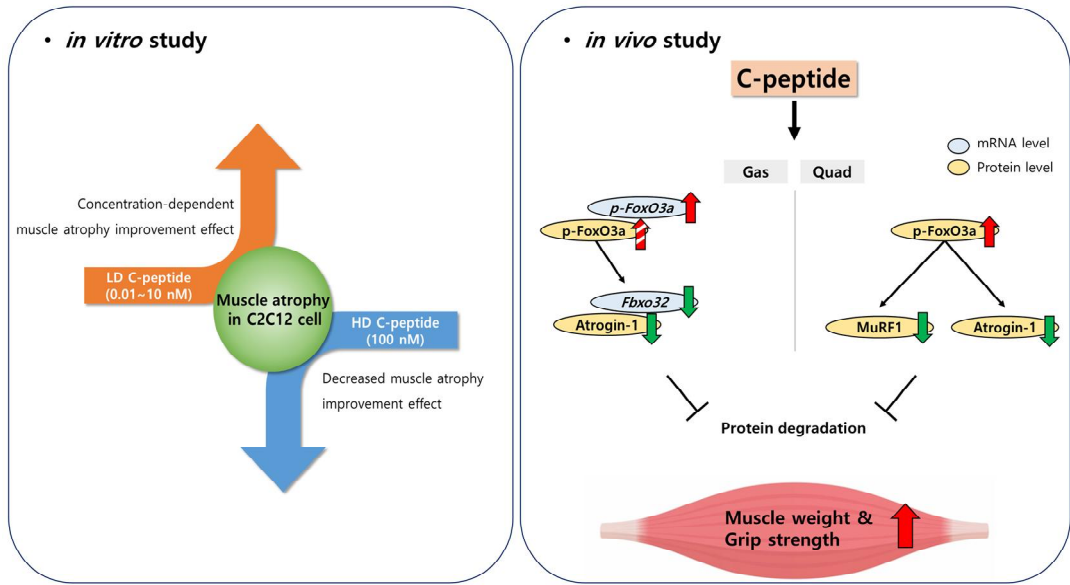 • in vitro study
Concentration-dependent
muscle atrophy improvement effect
LD C-peptide
(0.01~10 nM)
Muscle atrophy
in C2C12 cell
HD C-peptide
(100 nM)
Decreased muscle atrophy
improvement effect
• in vivo study
C-peptide
mRNA level
Protein level
Gas
Quad
p-FoxO3a
p-FoxO3a
Fbxo32
Atrogin-1
p-FoxO3a
MuRF1
Atrogin-1
Protein degradation
Muscle weight &
Grip strength